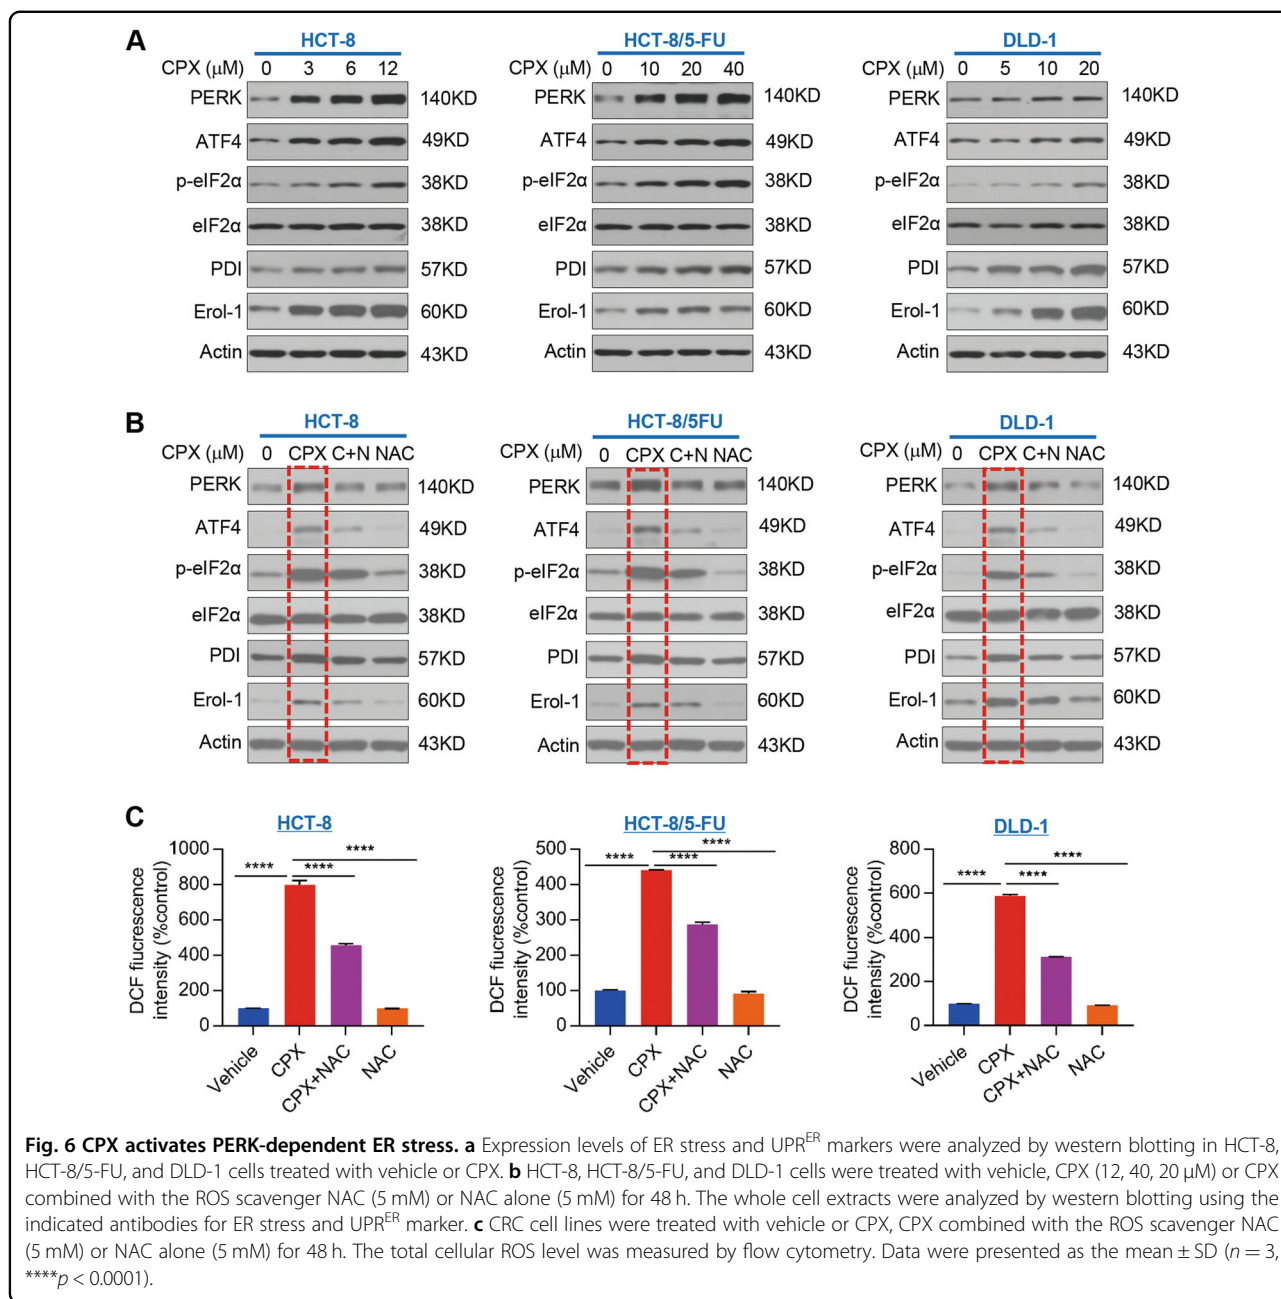 A
HCT-8
CPX (μM) 0 3 6 12
PERK 140KD
ATF4 49KD
p-eIF2α 38KD
eIF2α 38KD
PDI 57KD
Erol-1 60KD
Actin 43KD
HCT-8/5-FU
CPX (μM) 0 10 20 40
PERK 140KD
ATF4 49KD
p-eIF2α 38KD
eIF2α 38KD
PDI 57KD
Erol-1 60KD
Actin 43KD
DLD-1
CPX (μM) 0 5 10 20
PERK 140KD
ATF4 49KD
p-eIF2α 38KD
eIF2α 38KD
PDI 57KD
Erol-1 60KD
Actin 43KD
B
HCT-8
CPX (μM) 0 CPX C+N NAC
PERK 140KD
ATF4 49KD
p-eIF2α 38KD
eIF2α 38KD
PDI 57KD
Erol-1 60KD
Actin 43KD
HCT-8/5FU
CPX (μM) 0 CPX C+N NAC
PERK 140KD
ATF4 49KD
p-eIF2α 38KD
eIF2α 38KD
PDI 57KD
Erol-1 60KD
Actin 43KD
DLD-1
CPX (μM) 0 CPX C+N NAC
PERK 140KD
ATF4 49KD
p-eIF2α 38KD
eIF2α 38KD
PDI 57KD
Erol-1 60KD
Actin 43KD
C
HCT-8
DCF fiucrescence
intensity (%control)
1000
800
600
400
200
0
**** **** ****
Vehicle
CPX
CPX+NAC
NAC
HCT-8/5-FU
DCF fiucrescence
intensity (%control)
500
400
300
200
100
0
**** **** ****
Vehicle
CPX
CPX+NAC
NAC
DLD-1
DCF fiucrescence
intensity (%control)
800
600
400
200
0
**** **** ****
Vehicle
CPX
CPX+NAC
NAC
Fig. 6 CPX activates PERK-dependent ER stress. a Expression levels of ER stress and UPRᴱᴿ markers were analyzed by western blotting in HCT-8,
HCT-8/5-FU, and DLD-1 cells treated with vehicle or CPX. b HCT-8, HCT-8/5-FU, and DLD-1 cells were treated with vehicle, CPX (12, 40, 20 μM) or CPX
combined with the ROS scavenger NAC (5 mM) or NAC alone (5 mM) for 48 h. The whole cell extracts were analyzed by western blotting using the
indicated antibodies for ER stress and UPRᴱᴿ marker. c CRC cell lines were treated with vehicle or CPX, CPX combined with the ROS scavenger NAC
(5 mM) or NAC alone (5 mM) for 48 h. The total cellular ROS level was measured by flow cytometry. Data were presented as the mean ± SD (n = 3,
****p < 0.0001).